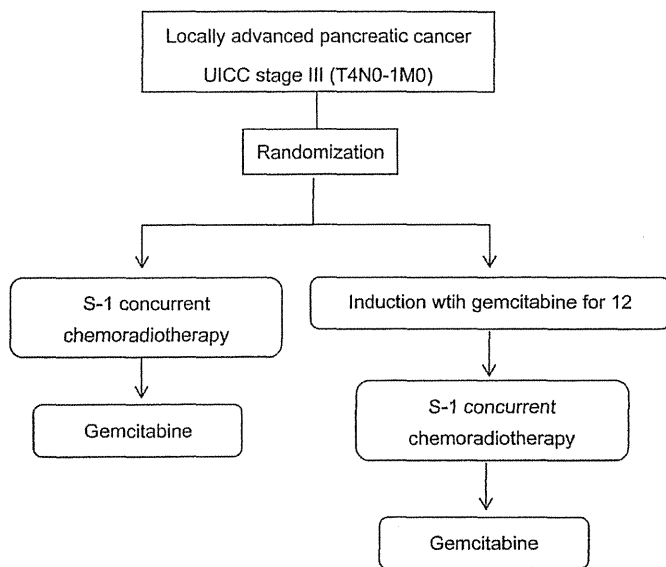 Locally advanced pancreatic cancer
UICC stage III (T4N0-1M0)
Randomization
S-1 concurrent
chemoradiotherapy
Gemcitabine
Induction wtih gemcitabine for 12
S-1 concurrent
chemoradiotherapy
Gemcitabine